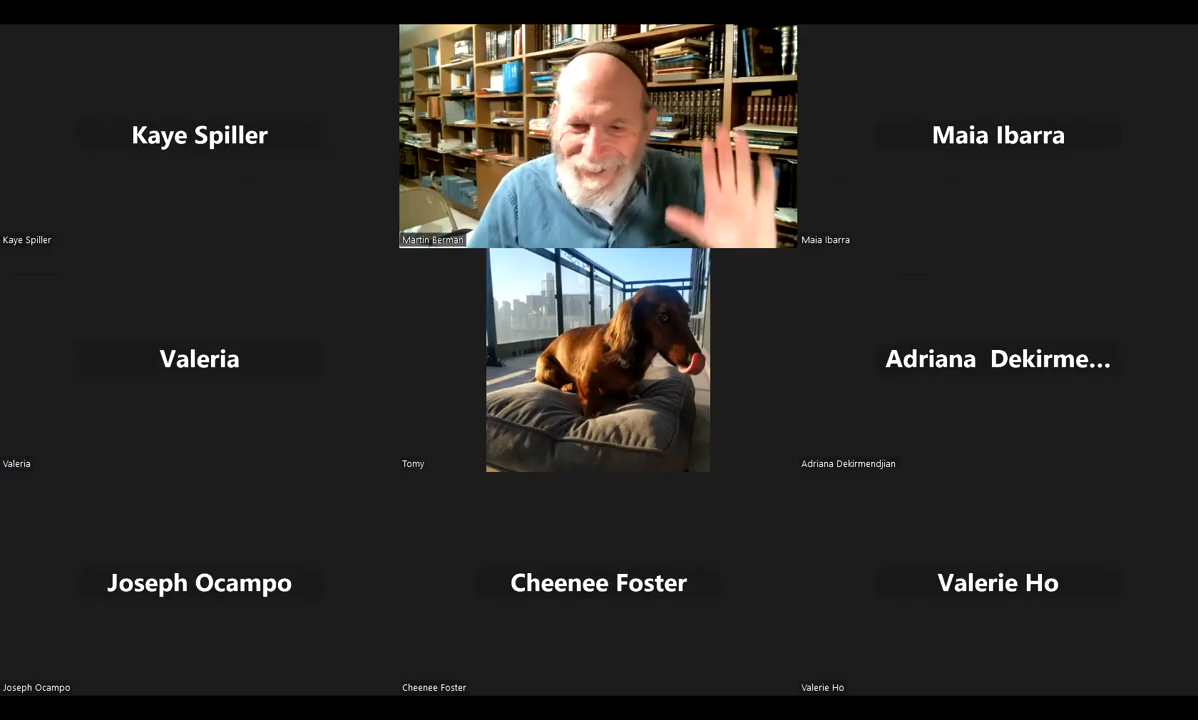 Kaye Spiller
Maia Ibarra
Kaye Spiller
Martin Berman
Maia Ibarra
Valeria
Adriana Dekirme...
Valeria
Tomy
Adriana Dekirmendjian
Joseph Ocampo
Cheenee Foster
Valerie Ho
Joseph Ocampo
Cheenee Foster
Valerie Ho